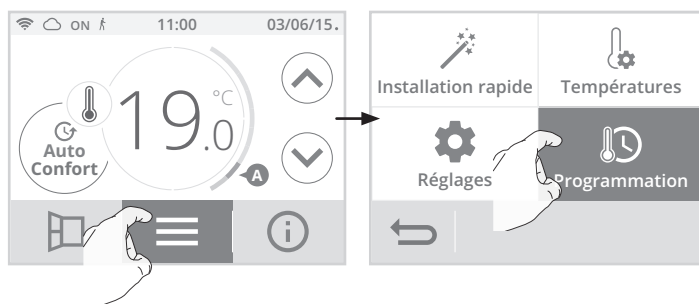 ON 11:00 03/06/15.
19.0 °C
Auto
Confort
A
Installation rapide Températures
Réglages Programmation